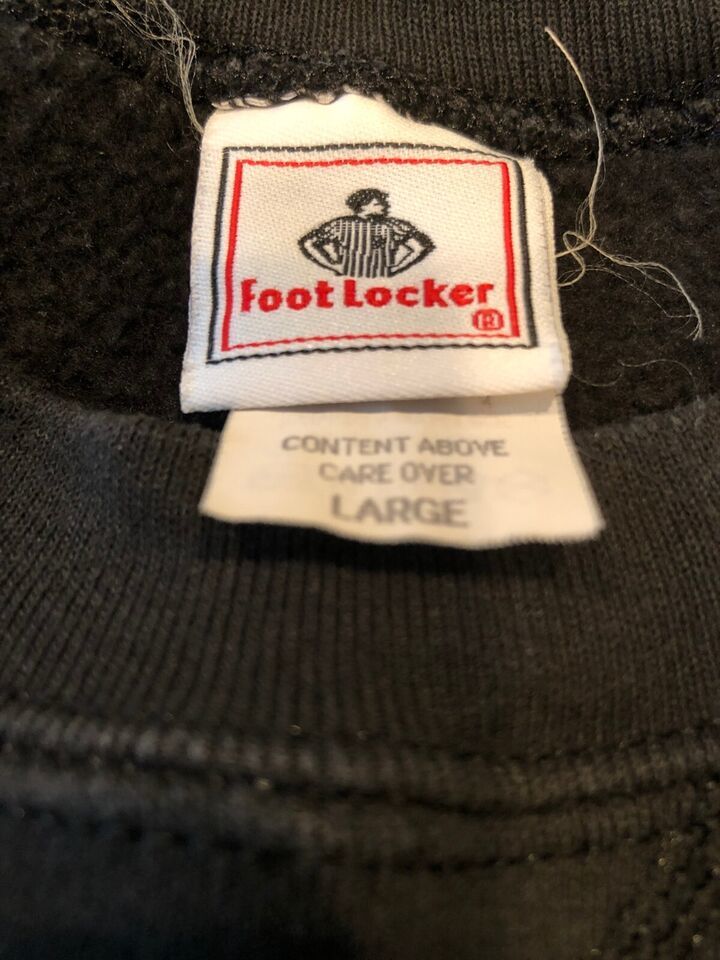 Foot Locker
®
CONTENT ABOVE
CARE OVER
LARGE